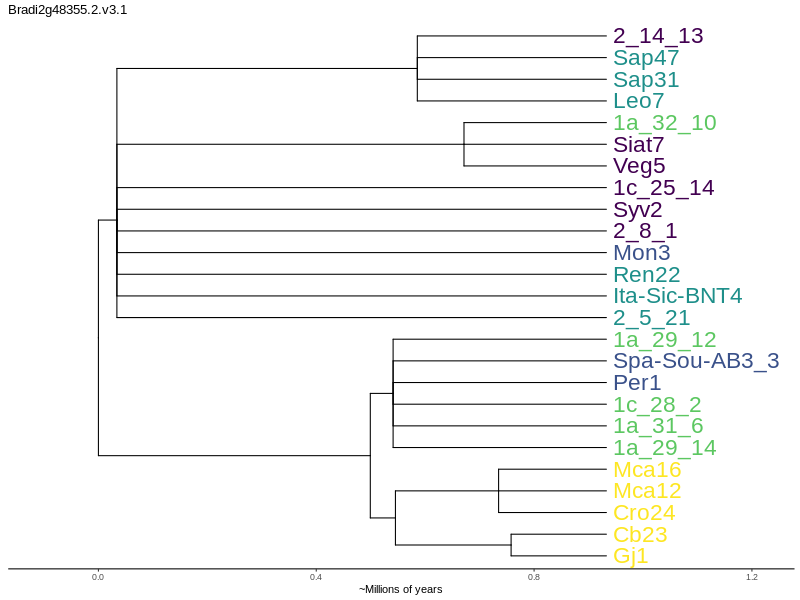 Bradi2g48355.2.v3.1
2_14_13
Sap47
Sap31
Leo7
1a_32_10
Siat7
Veg5
1c_25_14
Syv2
2_8_1
Mon3
Ren22
Ita-Sic-BNT4
2_5_21
1a_29_12
Spa-Sou-AB3_3
Per1
1c_28_2
1a_31_6
1a_29_14
Mca16
Mca12
Cro24
Cb23
Gj1
0.0 0.4 0.8 1.2
~Millions of years